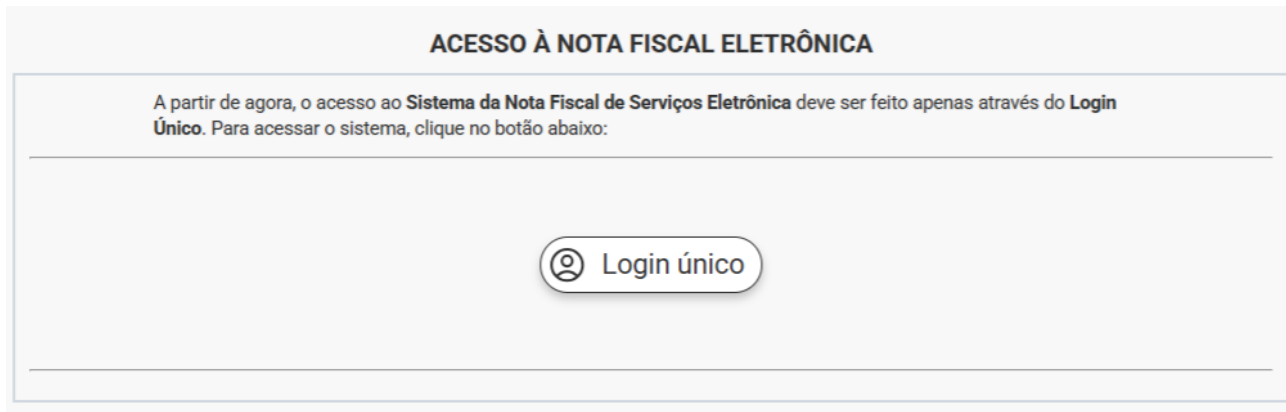 ACESSO À NOTA FISCAL ELETRÔNICA
A partir de agora, o acesso ao Sistema da Nota Fiscal de Serviços Eletrônica deve ser feito apenas através do Login
Único. Para acessar o sistema, clique no botão abaixo:
Login único